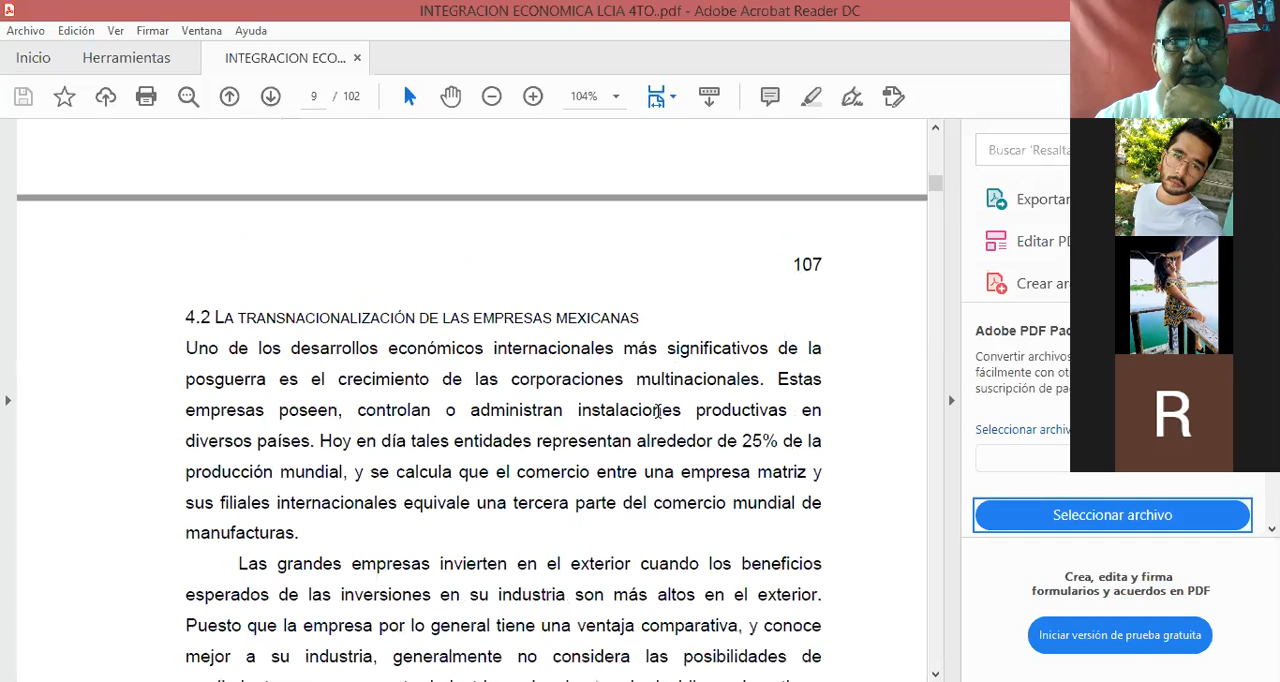 INTEGRACION ECONOMICA LCIA 4TO..pdf - Adobe Acrobat Reader DC
Archivo Edición Ver Firmar Ventana Ayuda
Inicio Herramientas INTEGRACION ECO... ×
9 / 102 104%
Buscar 'Resalta
Exportar
Editar PD
Crear ar
Adobe PDF Pac
Convertir archivos
fácilmente con ot
suscripción de pa
Seleccionar archiv
Seleccionar archivo
Crea, edita y firma
formularios y acuerdos en PDF
Iniciar versión de prueba gratuita
107
4.2 LA TRANSNACIONALIZACIÓN DE LAS EMPRESAS MEXICANAS
Uno de los desarrollos económicos internacionales más significativos de la
posguerra es el crecimiento de las corporaciones multinacionales. Estas
empresas poseen, controlan o administran instalaciones productivas en
diversos países. Hoy en día tales entidades representan alrededor de 25% de la
producción mundial, y se calcula que el comercio entre una empresa matriz y
sus filiales internacionales equivale una tercera parte del comercio mundial de
manufacturas.
Las grandes empresas invierten en el exterior cuando los beneficios
esperados de las inversiones en su industria son más altos en el exterior.
Puesto que la empresa por lo general tiene una ventaja comparativa, y conoce
mejor a su industria, generalmente no considera las posibilidades de
R